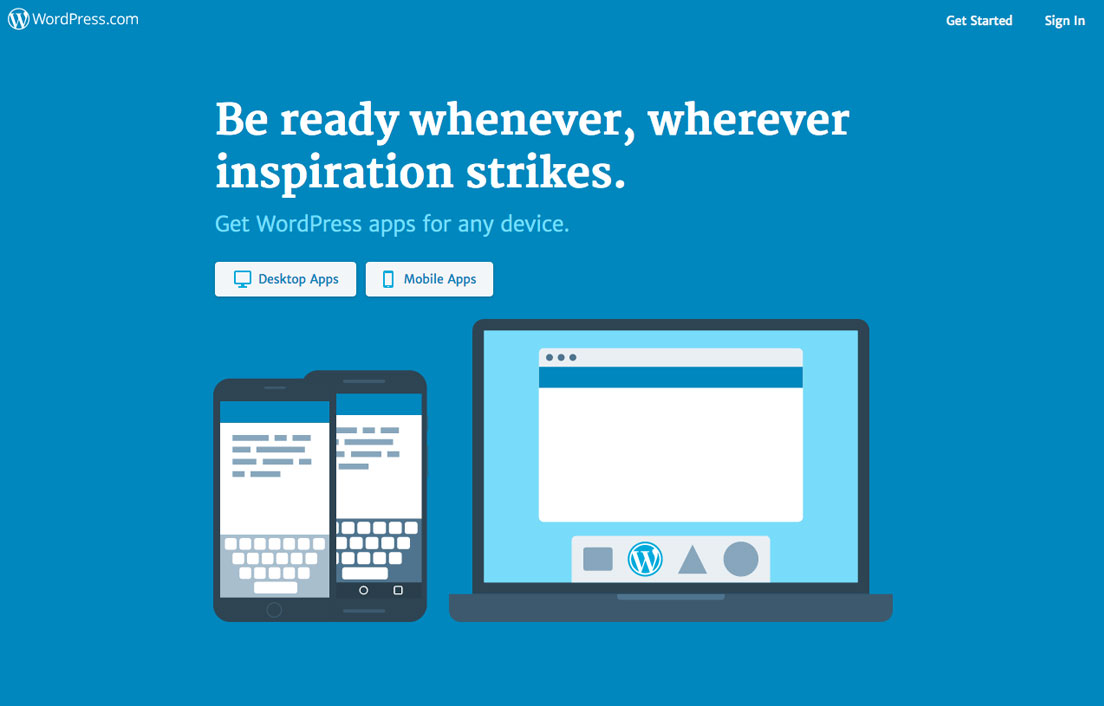 WordPress.com
Get Started
Sign In
Be ready whenever, wherever
inspiration strikes.
Get WordPress apps for any device.
Desktop Apps
Mobile Apps